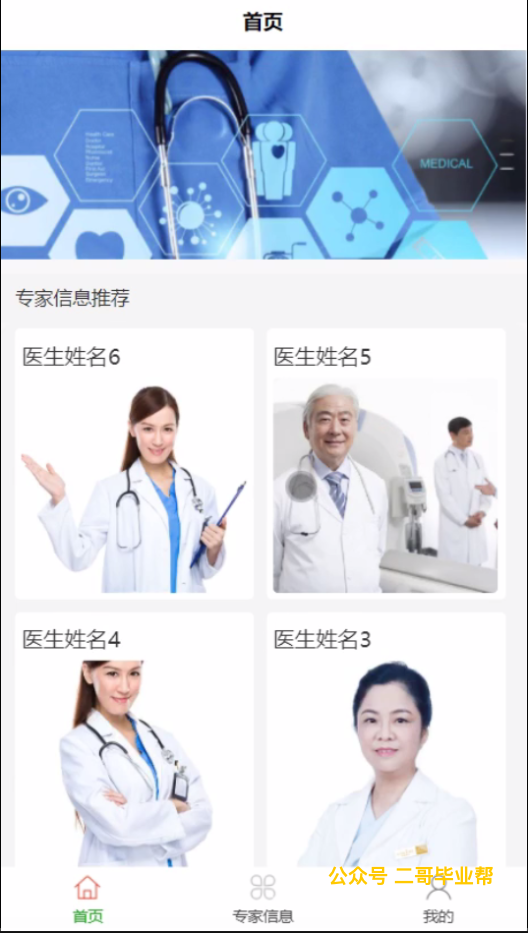 首页
Health Care
MEDICAL
专家信息推荐
医生姓名6
医生姓名5
医生姓名4
医生姓名3
公众号 二哥毕业帮
首页
专家信息
我的